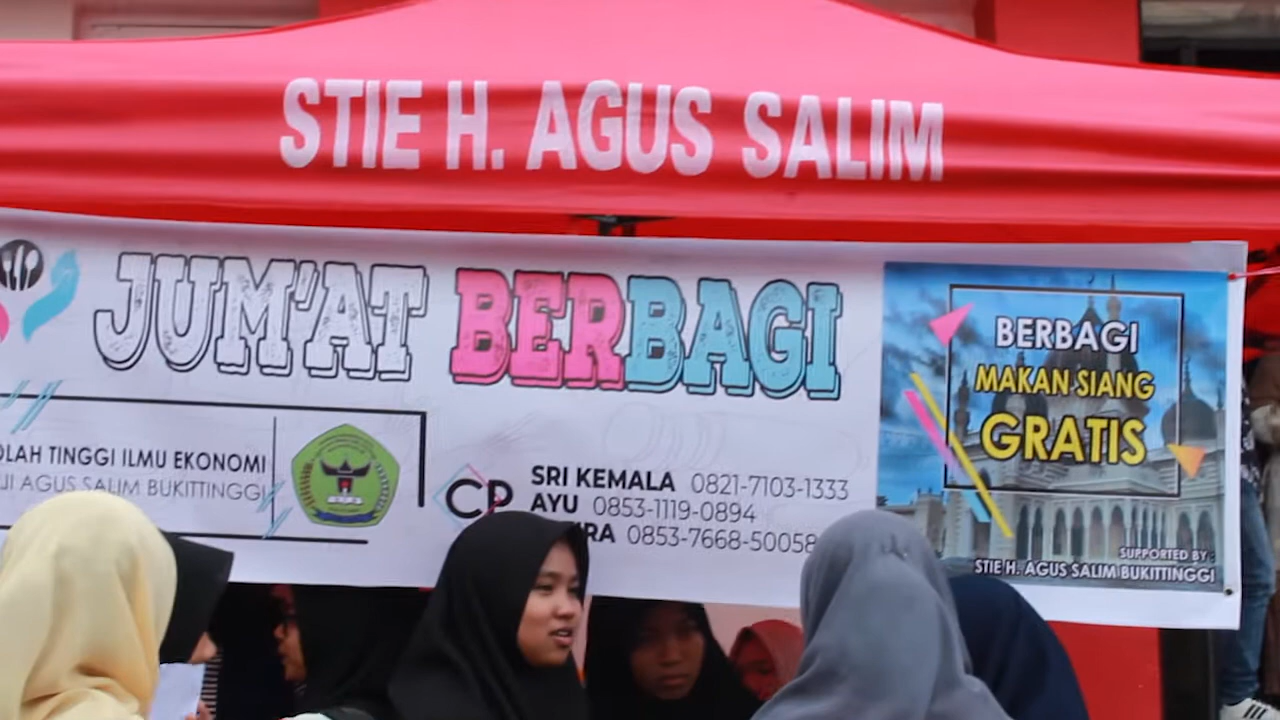 STIE H. AGUS SALIM
JUM'AT BERBAGI
OLAH TINGGI ILMU EKONOMI
JI AGUS SALIM BUKITTINGGI
CP
SRI KEMALA 0821-7103-1333
AYU 0853-1119-0894
RA 0853-7668-50058
BERBAGI
MAKAN SIANG
GRATIS
SUPPORTED BY :
STIE H. AGUS SALIM BUKITTINGGI